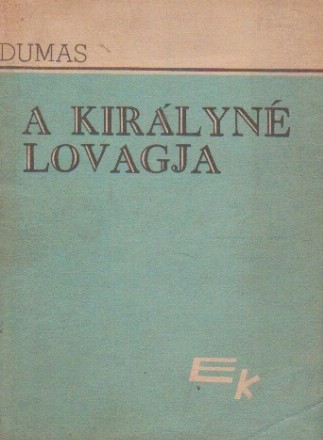 DUMAS
A KIRÁLYNÉ
LOVAGJA
EK